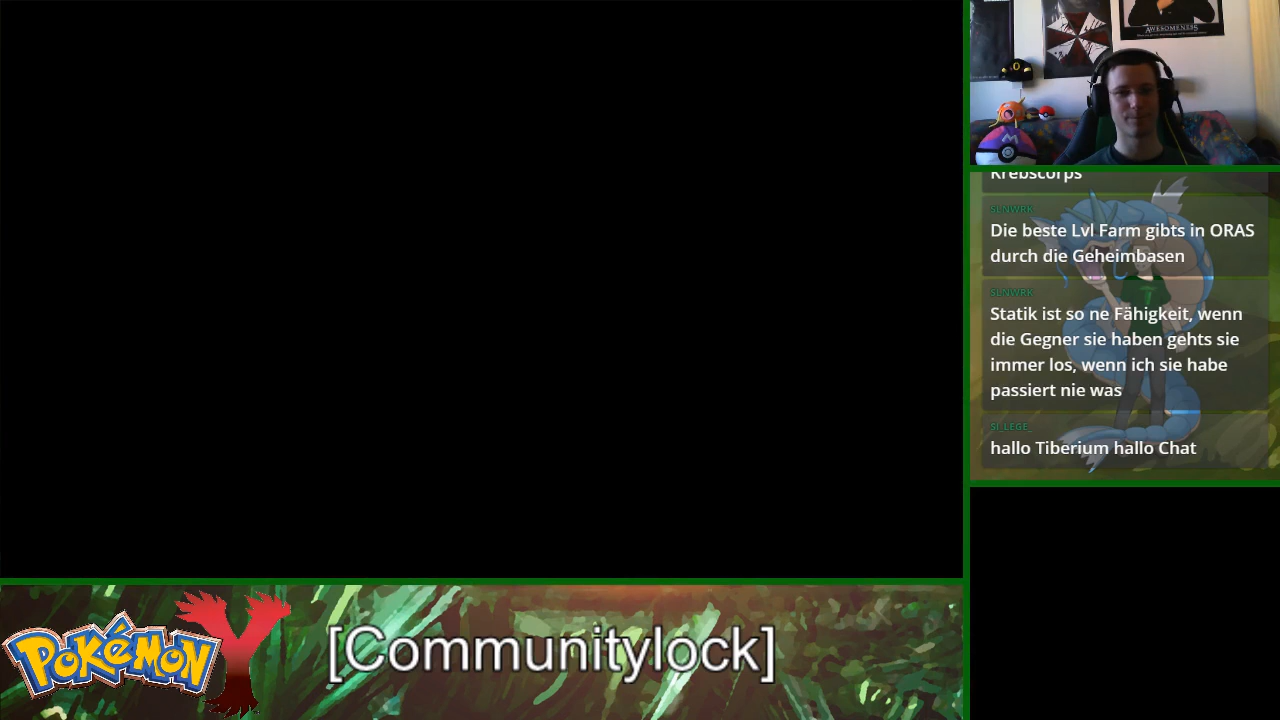 AWESOMENESS
Krebscorps
SLNWRK
Die beste Lvl Farm gibts in ORAS
durch die Geheimbasen
SLNWRK
Statik ist so ne Fähigkeit, wenn
die Gegner sie haben gehts sie
immer los, wenn ich sie habe
passiert nie was
SI_LEGE_
hallo Tiberium hallo Chat
POKéMON Y
[Communitylock]